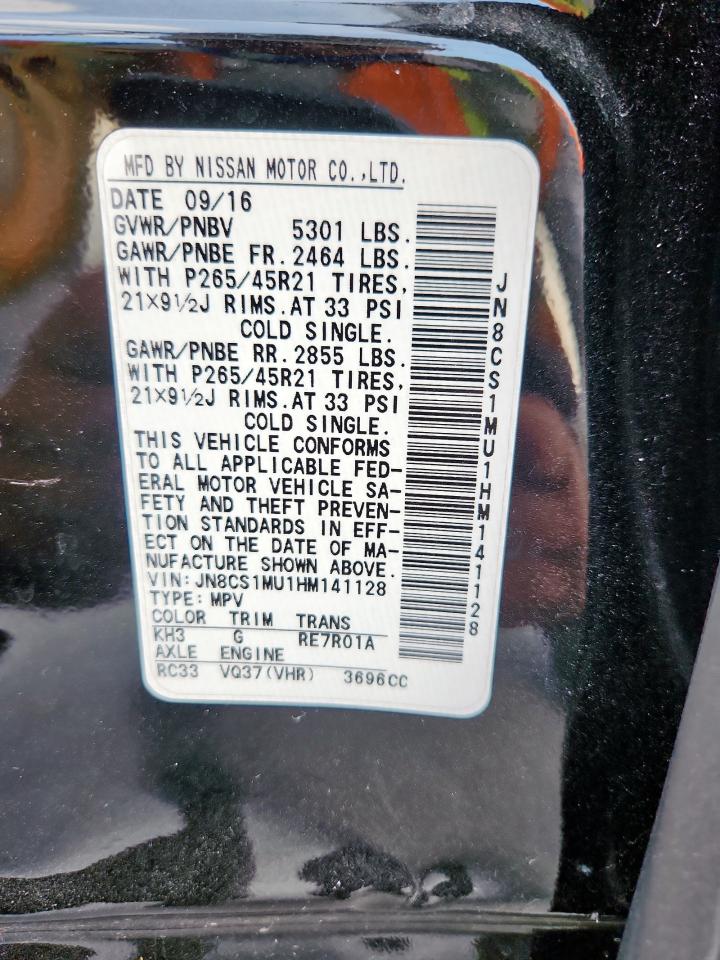 MFD BY NISSAN MOTOR CO.,LTD.
DATE 09/16
GVWR/PNBV 5301 LBS.
GAWR/PNBE FR. 2464 LBS.
WITH P265/45R21 TIRES,
21×9½J RIMS.AT 33 PSI
COLD SINGLE.
GAWR/PNBE RR. 2855 LBS.
WITH P265/45R21 TIRES,
21×9½J RIMS.AT 33 PSI
COLD SINGLE.
THIS VEHICLE CONFORMS
TO ALL APPLICABLE FED-
ERAL MOTOR VEHICLE SA-
FETY AND THEFT PREVEN-
TION STANDARDS IN EFF-
ECT ON THE DATE OF MA-
NUFACTURE SHOWN ABOVE.
VIN: JN8CS1MU1HM141128
TYPE: MPV
COLOR TRIM TRANS
KH3 G RE7R01A
AXLE ENGINE
RC33 VQ37(VHR) 3696CC
JN8CS1MU1HM141128